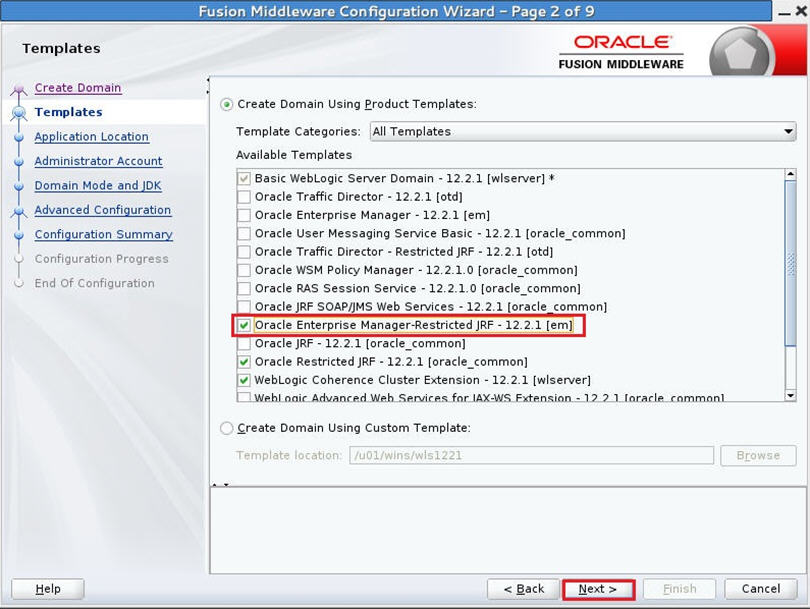 Fusion Middleware Configuration Wizard - Page 2 of 9
Templates
ORACLE
FUSION MIDDLEWARE
Create Domain
Templates
Application Location
Administrator Account
Domain Mode and JDK
Advanced Configuration
Configuration Summary
Configuration Progress
End Of Configuration
Create Domain Using Product Templates:
Template Categories: All Templates
Available Templates
Basic WebLogic Server Domain - 12.2.1 [wlserver] *
Oracle Traffic Director - 12.2.1 [otd]
Oracle Enterprise Manager - 12.2.1 [em]
Oracle User Messaging Service Basic - 12.2.1 [oracle_common]
Oracle Traffic Director - Restricted JRF - 12.2.1 [otd]
Oracle WSM Policy Manager - 12.2.1.0 [oracle_common]
Oracle RAS Session Service - 12.2.1.0 [oracle_common]
Oracle JRF SOAP/JMS Web Services - 12.2.1 [oracle_common]
Oracle Enterprise Manager-Restricted JRF - 12.2.1 [em]
Oracle JRF - 12.2.1 [oracle_common]
Oracle Restricted JRF - 12.2.1 [oracle_common]
WebLogic Coherence Cluster Extension - 12.2.1 [wlserver]
WebLogic Advanced Web Services for JAX-WS Extension - 12.2.1 [oracle_common]
Create Domain Using Custom Template:
Template location: /u01/wins/wls1221 Browse
Help < Back Next > Finish Cancel